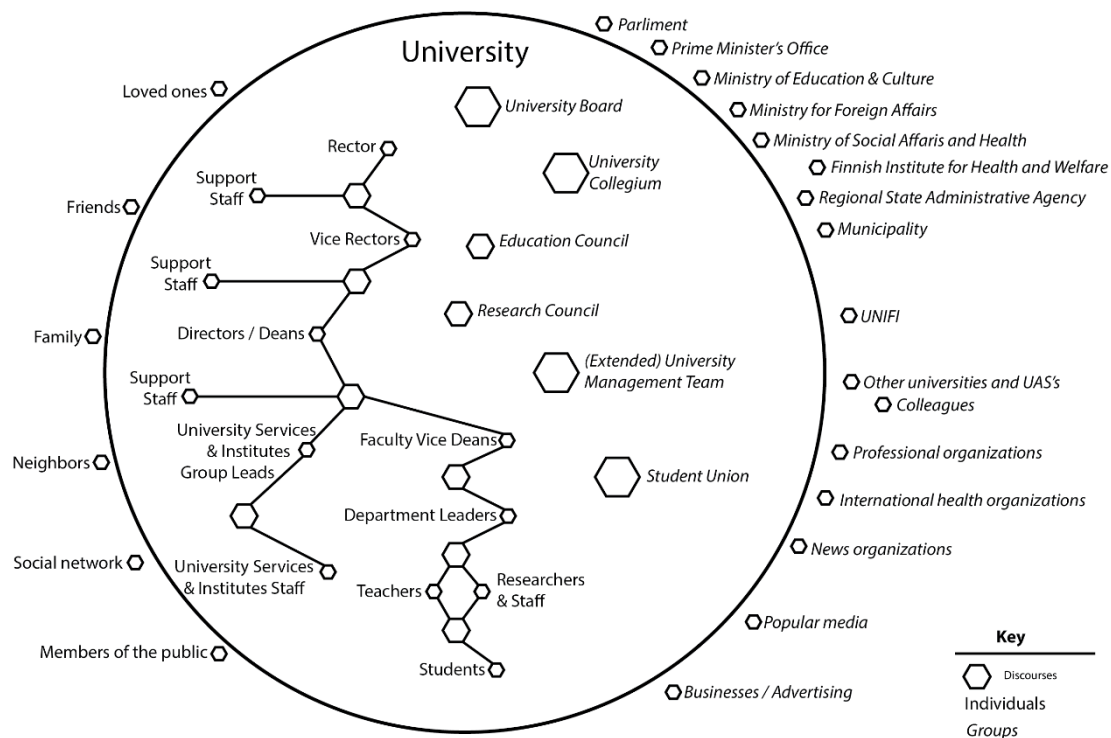 University
Parliment
Prime Minister's Office
Ministry of Education & Culture
Ministry for Foreign Affairs
Ministry of Social Affaris and Health
Finnish Institute for Health and Welfare
Regional State Administrative Agency
Municipality
UNIFI
Other universities and UAS's
Colleagues
Professional organizations
International health organizations
News organizations
Popular media
Businesses / Advertising
Loved ones
Friends
Family
Neighbors
Social network
Members of the public
Rector
Support
Staff
Vice Rectors
Support
Staff
Directors / Deans
Support
Staff
University Services
& Institutes
Group Leads
University Services
& Institutes Staff
Faculty Vice Deans
Department Leaders
Teachers
Researchers
& Staff
Students
University Board
University
Collegium
Education Council
Research Council
(Extended) University
Management Team
Student Union
Key
Discourses
Individuals
Groups